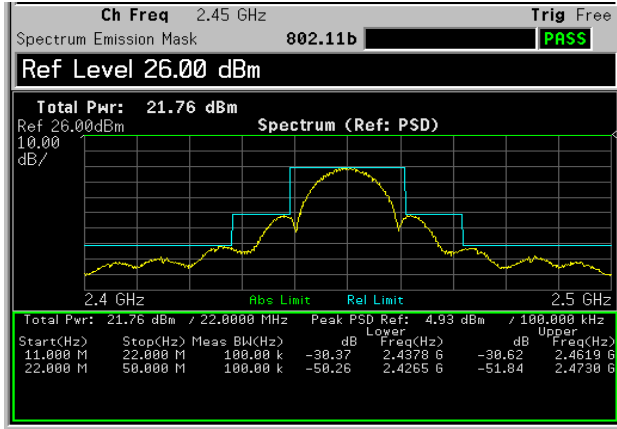 Ch Freq 2.45 GHz Trig Free
Spectrum Emission Mask 802.11b PASS
Ref Level 26.00 dBm
Total Pwr: 21.76 dBm
Ref 26.00dBm Spectrum (Ref: PSD)
10.00
dB/
2.4 GHz Abs Limit Rel Limit 2.5 GHz
Total Pwr: 21.76 dBm / 22.0000 MHz Peak PSD Ref: 4.93 dBm / 100.000 kHz
Lower Upper
Start(Hz) Stop(Hz) Meas BW(Hz) dB Freq(Hz) dB Freq(Hz)
11.000 M 22.000 M 100.00 k -30.37 2.4378 G -30.62 2.4619 G
22.000 M 50.000 M 100.00 k -50.26 2.4265 G -51.84 2.4730 G